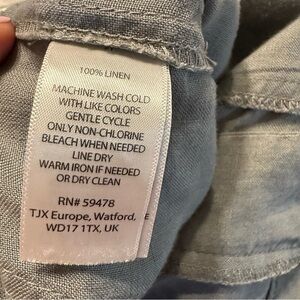 100% LINEN
MACHINE WASH COLD
WITH LIKE COLORS
GENTLE CYCLE
ONLY NON-CHLORINE
BLEACH WHEN NEEDED
LINE DRY
WARM IRON IF NEEDED
OR DRY CLEAN
RN# 59478
TJX Europe, Watford,
WD17 1TX, UK